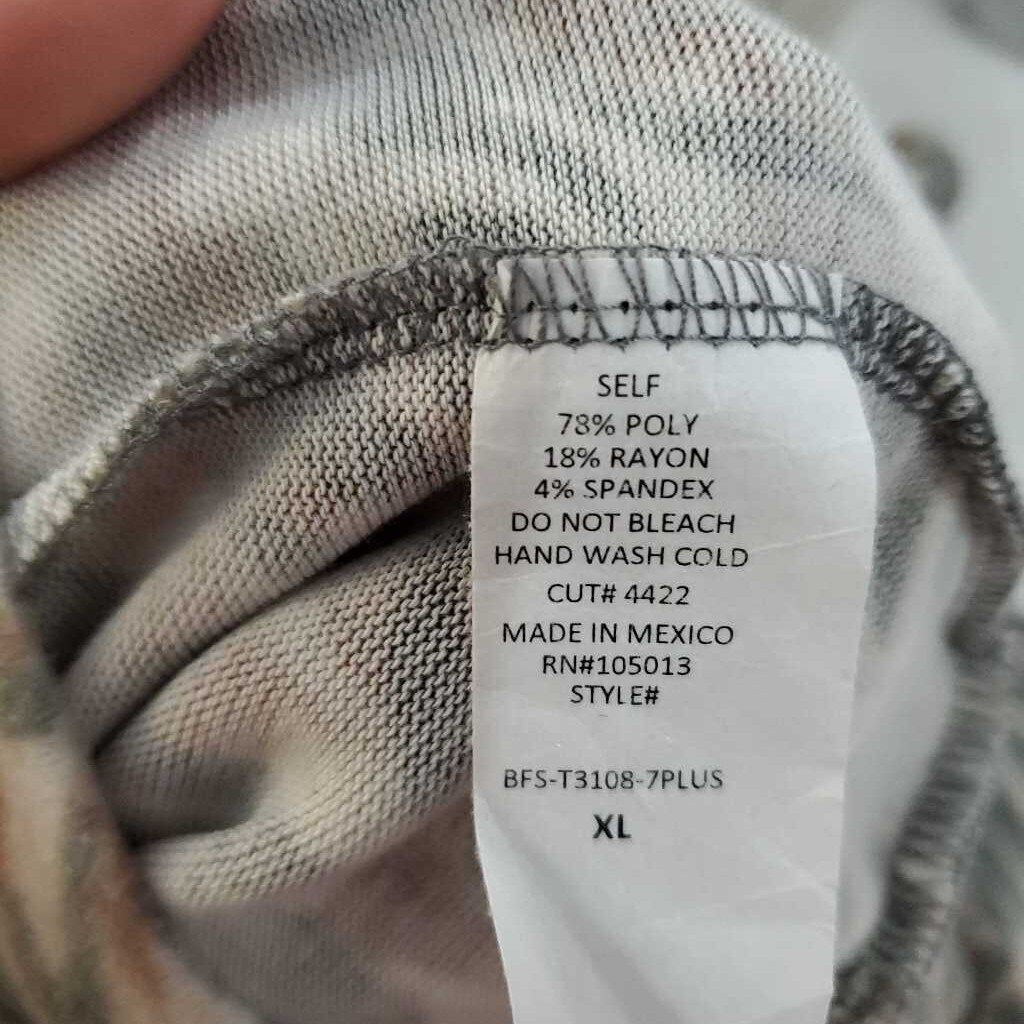 SELF
78% POLY
18% RAYON
4% SPANDEX
DO NOT BLEACH
HAND WASH COLD
CUT# 4422
MADE IN MEXICO
RN#105013
STYLE#
BFS-T3108-7PLUS
XL